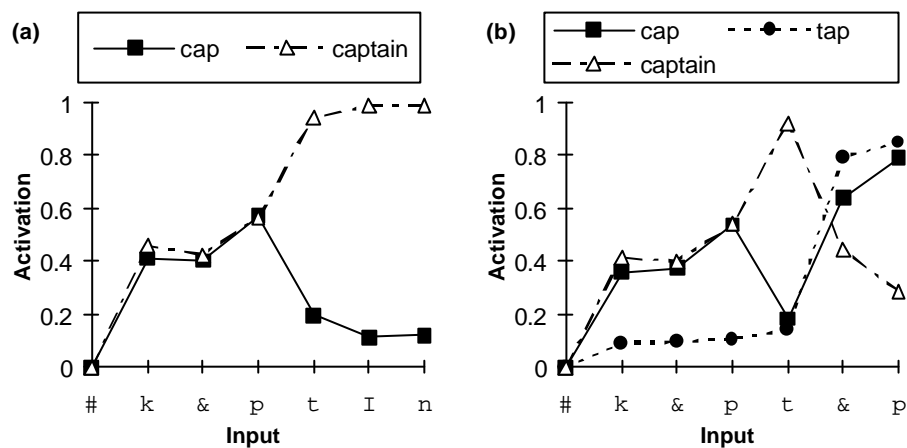 (a)
cap captain
1
0.8
0.6
0.4
0.2
0
Activation
# k & p t I n
Input
(b)
cap tap
captain
1
0.8
0.6
0.4
0.2
0
Activation
# k & p t & p
Input